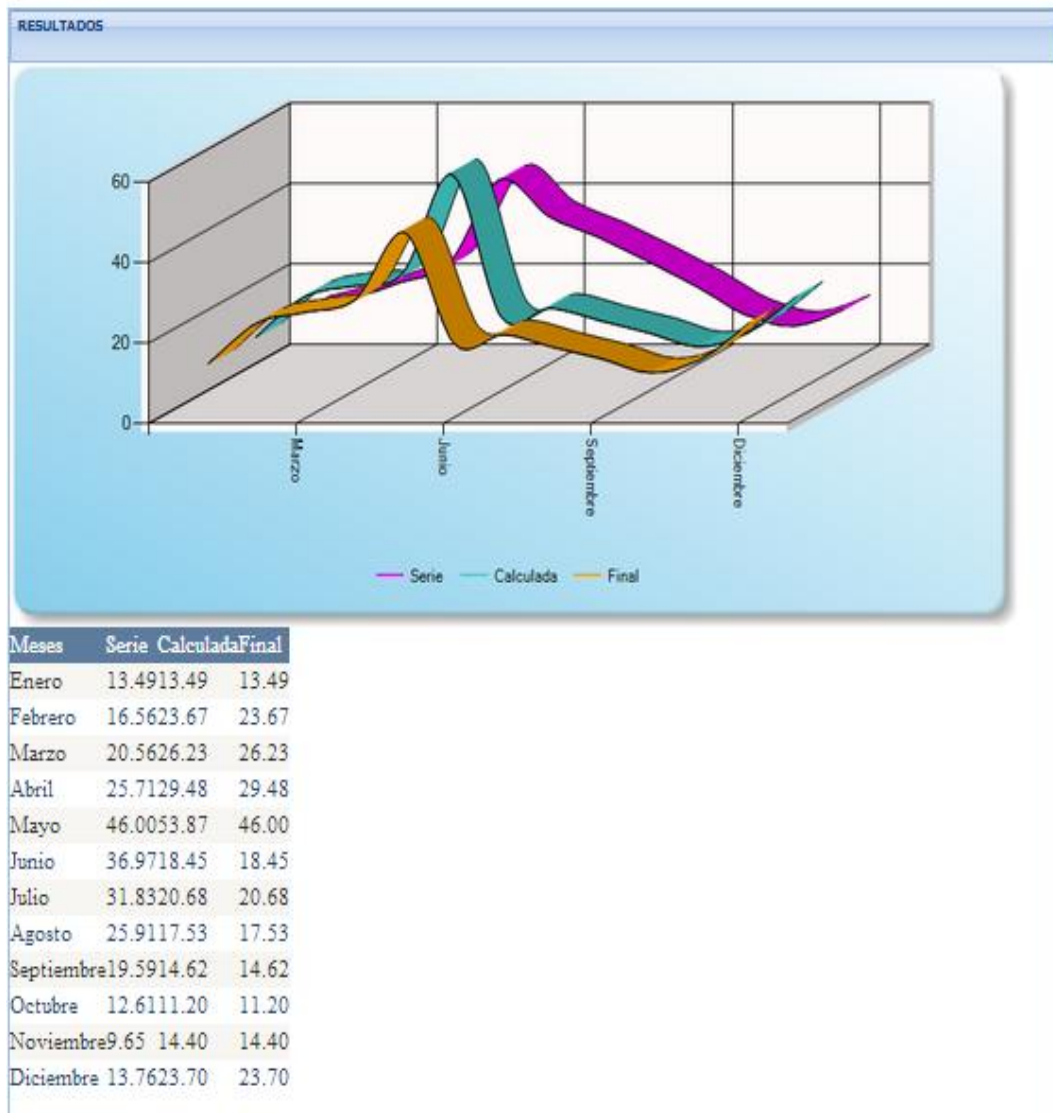 RESULTADOS
60
40
20
0
Marzo
Junio
Septiembre
Diciembre
Serie Calculada Final
Meses Serie Calculada Final
Enero 13.49 13.49 13.49
Febrero 16.56 23.67 23.67
Marzo 20.56 26.23 26.23
Abril 25.71 29.48 29.48
Mayo 46.00 53.87 46.00
Junio 36.97 18.45 18.45
Julio 31.83 20.68 20.68
Agosto 25.91 17.53 17.53
Septiembre 19.59 14.62 14.62
Octubre 12.61 11.20 11.20
Noviembre 9.65 14.40 14.40
Diciembre 13.76 23.70 23.70